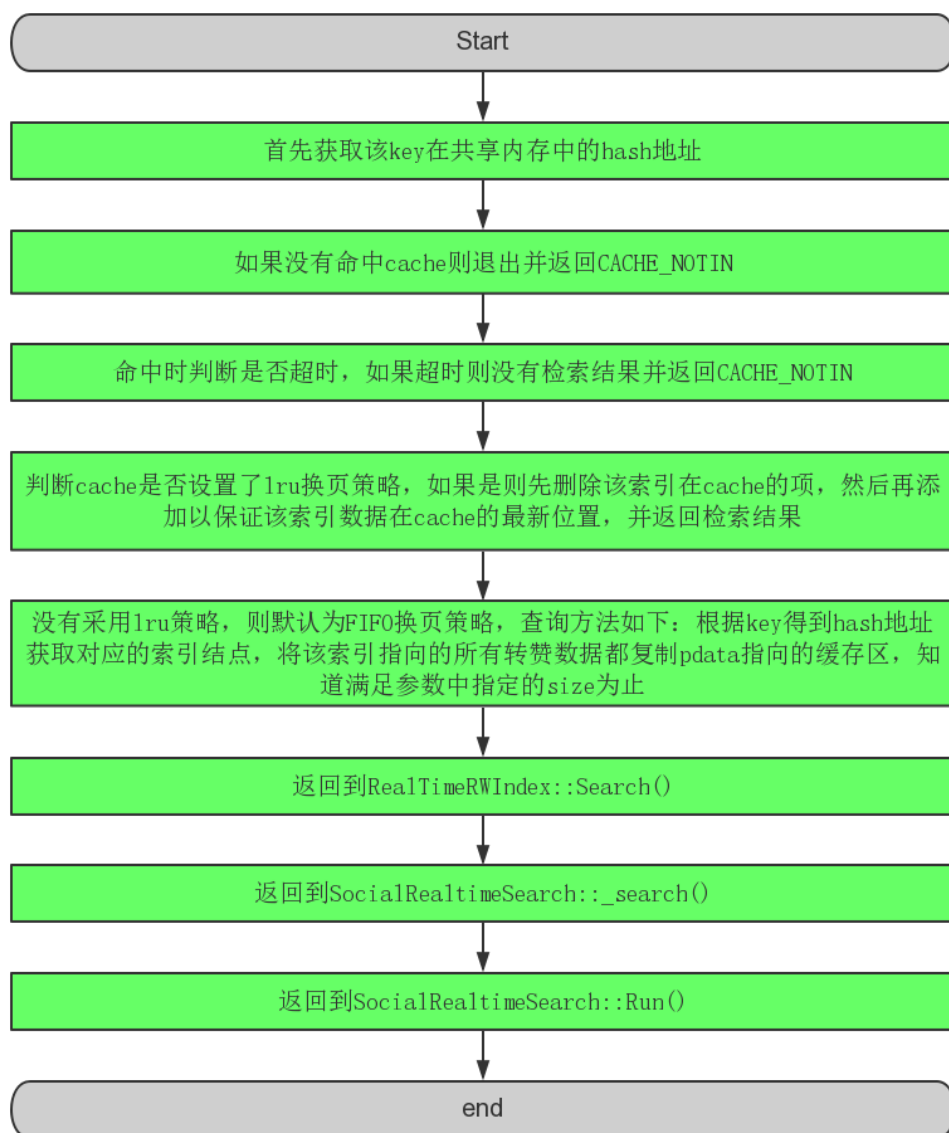 Start
首先获取该key在共享内存中的hash地址
如果没有命中cache则退出并返回CACHE_NOTIN
命中时判断是否超时，如果超时则没有检索结果并返回CACHE_NOTIN
判断cache是否设置了lru换页策略，如果是则先删除该索引在cache的项，然后再添
加以保证该索引数据在cache的最新位置，并返回检索结果
没有采用lru策略，则默认为FIFO换页策略，查询方法如下：根据key得到hash地址
获取对应的索引结点，将该索引指向的所有转赞数据都复制pdata指向的缓存区，知
道满足参数中指定的size为止
返回到RealTimeRWIndex::Search()
返回到SocialRealtimeSearch::_search()
返回到SocialRealtimeSearch::Run()
end